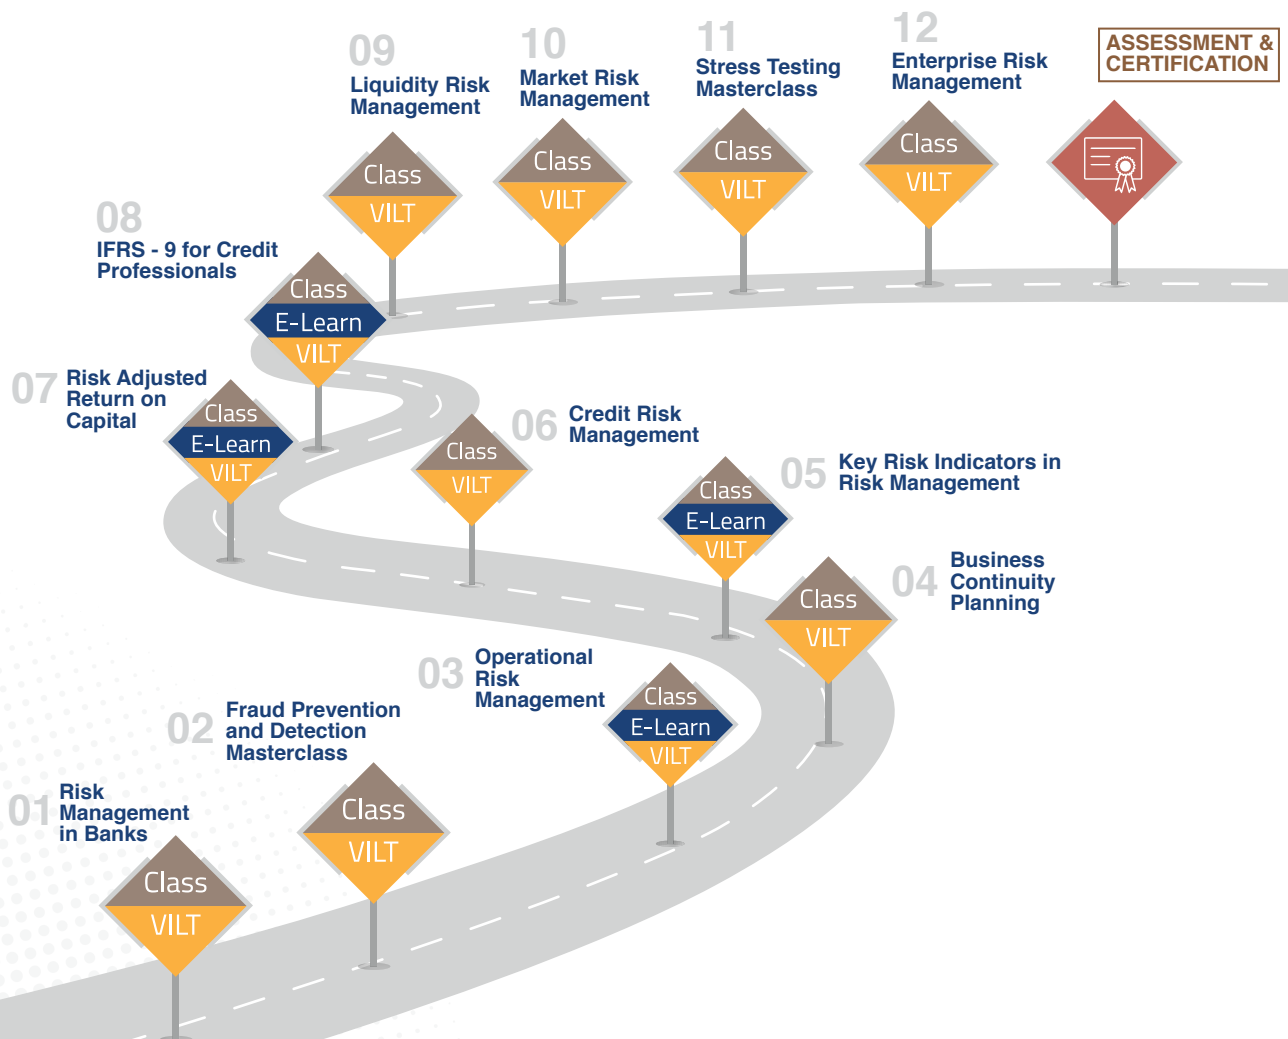 01
Risk
Management
in Banks
Class
VILT
02
Fraud Prevention
and Detection
Masterclass
Class
VILT
03
Operational
Risk
Management
Class
E-Learn
VILT
04
Business
Continuity
Planning
Class
VILT
05
Key Risk Indicators in
Risk Management
Class
E-Learn
VILT
06
Credit Risk
Management
Class
VILT
07
Risk Adjusted
Return on
Capital
Class
E-Learn
VILT
08
IFRS - 9 for Credit
Professionals
Class
E-Learn
VILT
09
Liquidity Risk
Management
Class
VILT
10
Market Risk
Management
Class
VILT
11
Stress Testing
Masterclass
Class
VILT
12
Enterprise Risk
Management
Class
VILT
ASSESSMENT &
CERTIFICATION